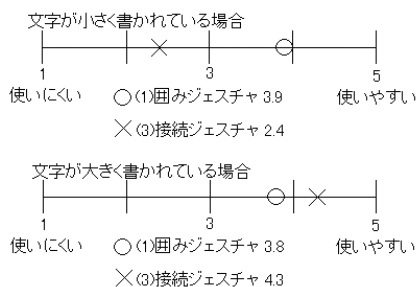 文字が小さく書かれている場合
1 3 5
使いにくい ○(1)囲みジェスチャ 3.9 使いやすい
×(3)接続ジェスチャ 2.4
文字が大きく書かれている場合
1 3 5
使いにくい ○(1)囲みジェスチャ 3.8 使いやすい
×(3)接続ジェスチャ 4.3